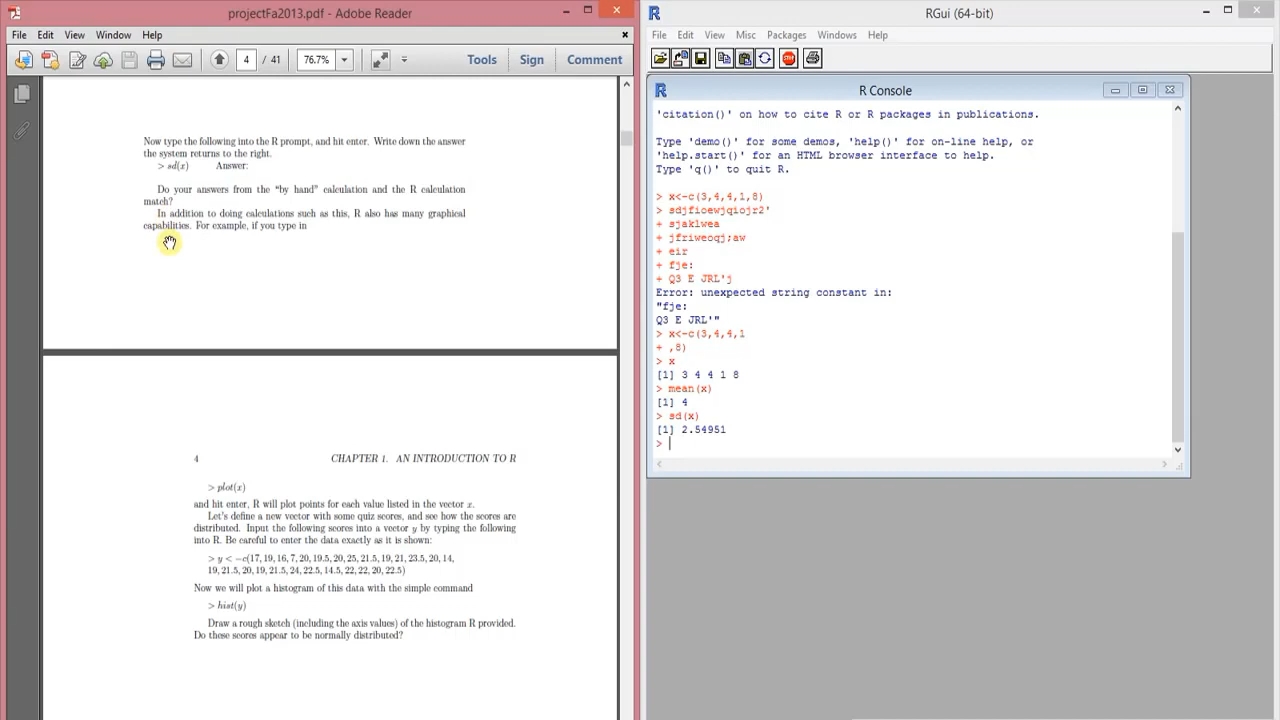 projectFa2013.pdf - Adobe Reader
File Edit View Window Help
4 / 41 76.7% Tools Sign Comment
Now type the following into the R prompt, and hit enter. Write down the answer
the system returns to the right.
> sd(x) Answer:
Do your answers from the “by hand” calculation and the R calculation
match?
In addition to doing calculations such as this, R also has many graphical
capabilities. For example, if you type in
4 CHAPTER 1. AN INTRODUCTION TO R
> plot(x)
and hit enter, R will plot points for each value listed in the vector x.
Let's define a new vector with some quiz scores, and see how the scores are
distributed. Input the following scores into a vector y by typing the following
into R. Be careful to enter the data exactly as it is shown:
> y < −c(17, 19, 16, 7, 20, 19.5, 20, 25, 21.5, 19, 21, 23.5, 20, 14,
19, 21.5, 20, 19, 21.5, 24, 22.5, 14.5, 22, 22, 20, 22.5)
Now we will plot a histogram of this data with the simple command
> hist(y)
Draw a rough sketch (including the axis values) of the histogram R provided.
Do these scores appear to be normally distributed?
R RGui (64-bit)
File Edit View Misc Packages Windows Help
STOP
R R Console
'citation()' on how to cite R or R packages in publications.
Type 'demo()' for some demos, 'help()' for on-line help, or
'help.start()' for an HTML browser interface to help.
Type 'q()' to quit R.
> x<-c(3,4,4,1,8)
> sdjfioewjqiojr2'
+ sjaklwea
+ jfriweoqj;aw
+ eir
+ fje:
+ Q3 E JRL'j
Error: unexpected string constant in:
"fje:
Q3 E JRL'"
> x<-c(3,4,4,1
+ ,8)
> x
[1] 3 4 4 1 8
> mean(x)
[1] 4
> sd(x)
[1] 2.54951
>